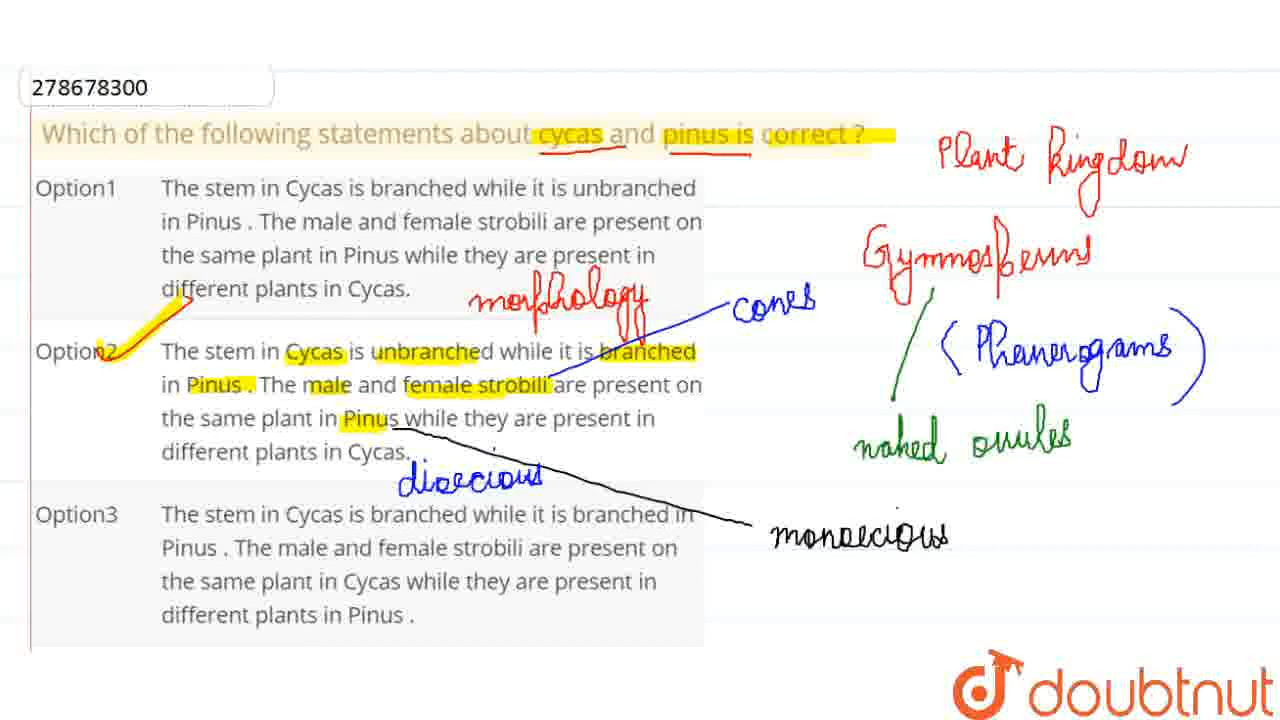 278678300
Which of the following statements about cycas and pinus is correct ?
Plant kingdom
Option1 The stem in Cycas is branched while it is unbranched
in Pinus . The male and female strobili are present on
the same plant in Pinus while they are present in
different plants in Cycas.
Gymnosperms
morphology
cones
(Phanerogams)
Option2 The stem in Cycas is unbranched while it is branched
in Pinus . The male and female strobili are present on
the same plant in Pinus while they are present in
different plants in Cycas.
naked ovules
dioecious
monoecious
Option3 The stem in Cycas is branched while it is branched in
Pinus . The male and female strobili are present on
the same plant in Cycas while they are present in
different plants in Pinus .
doubtnut